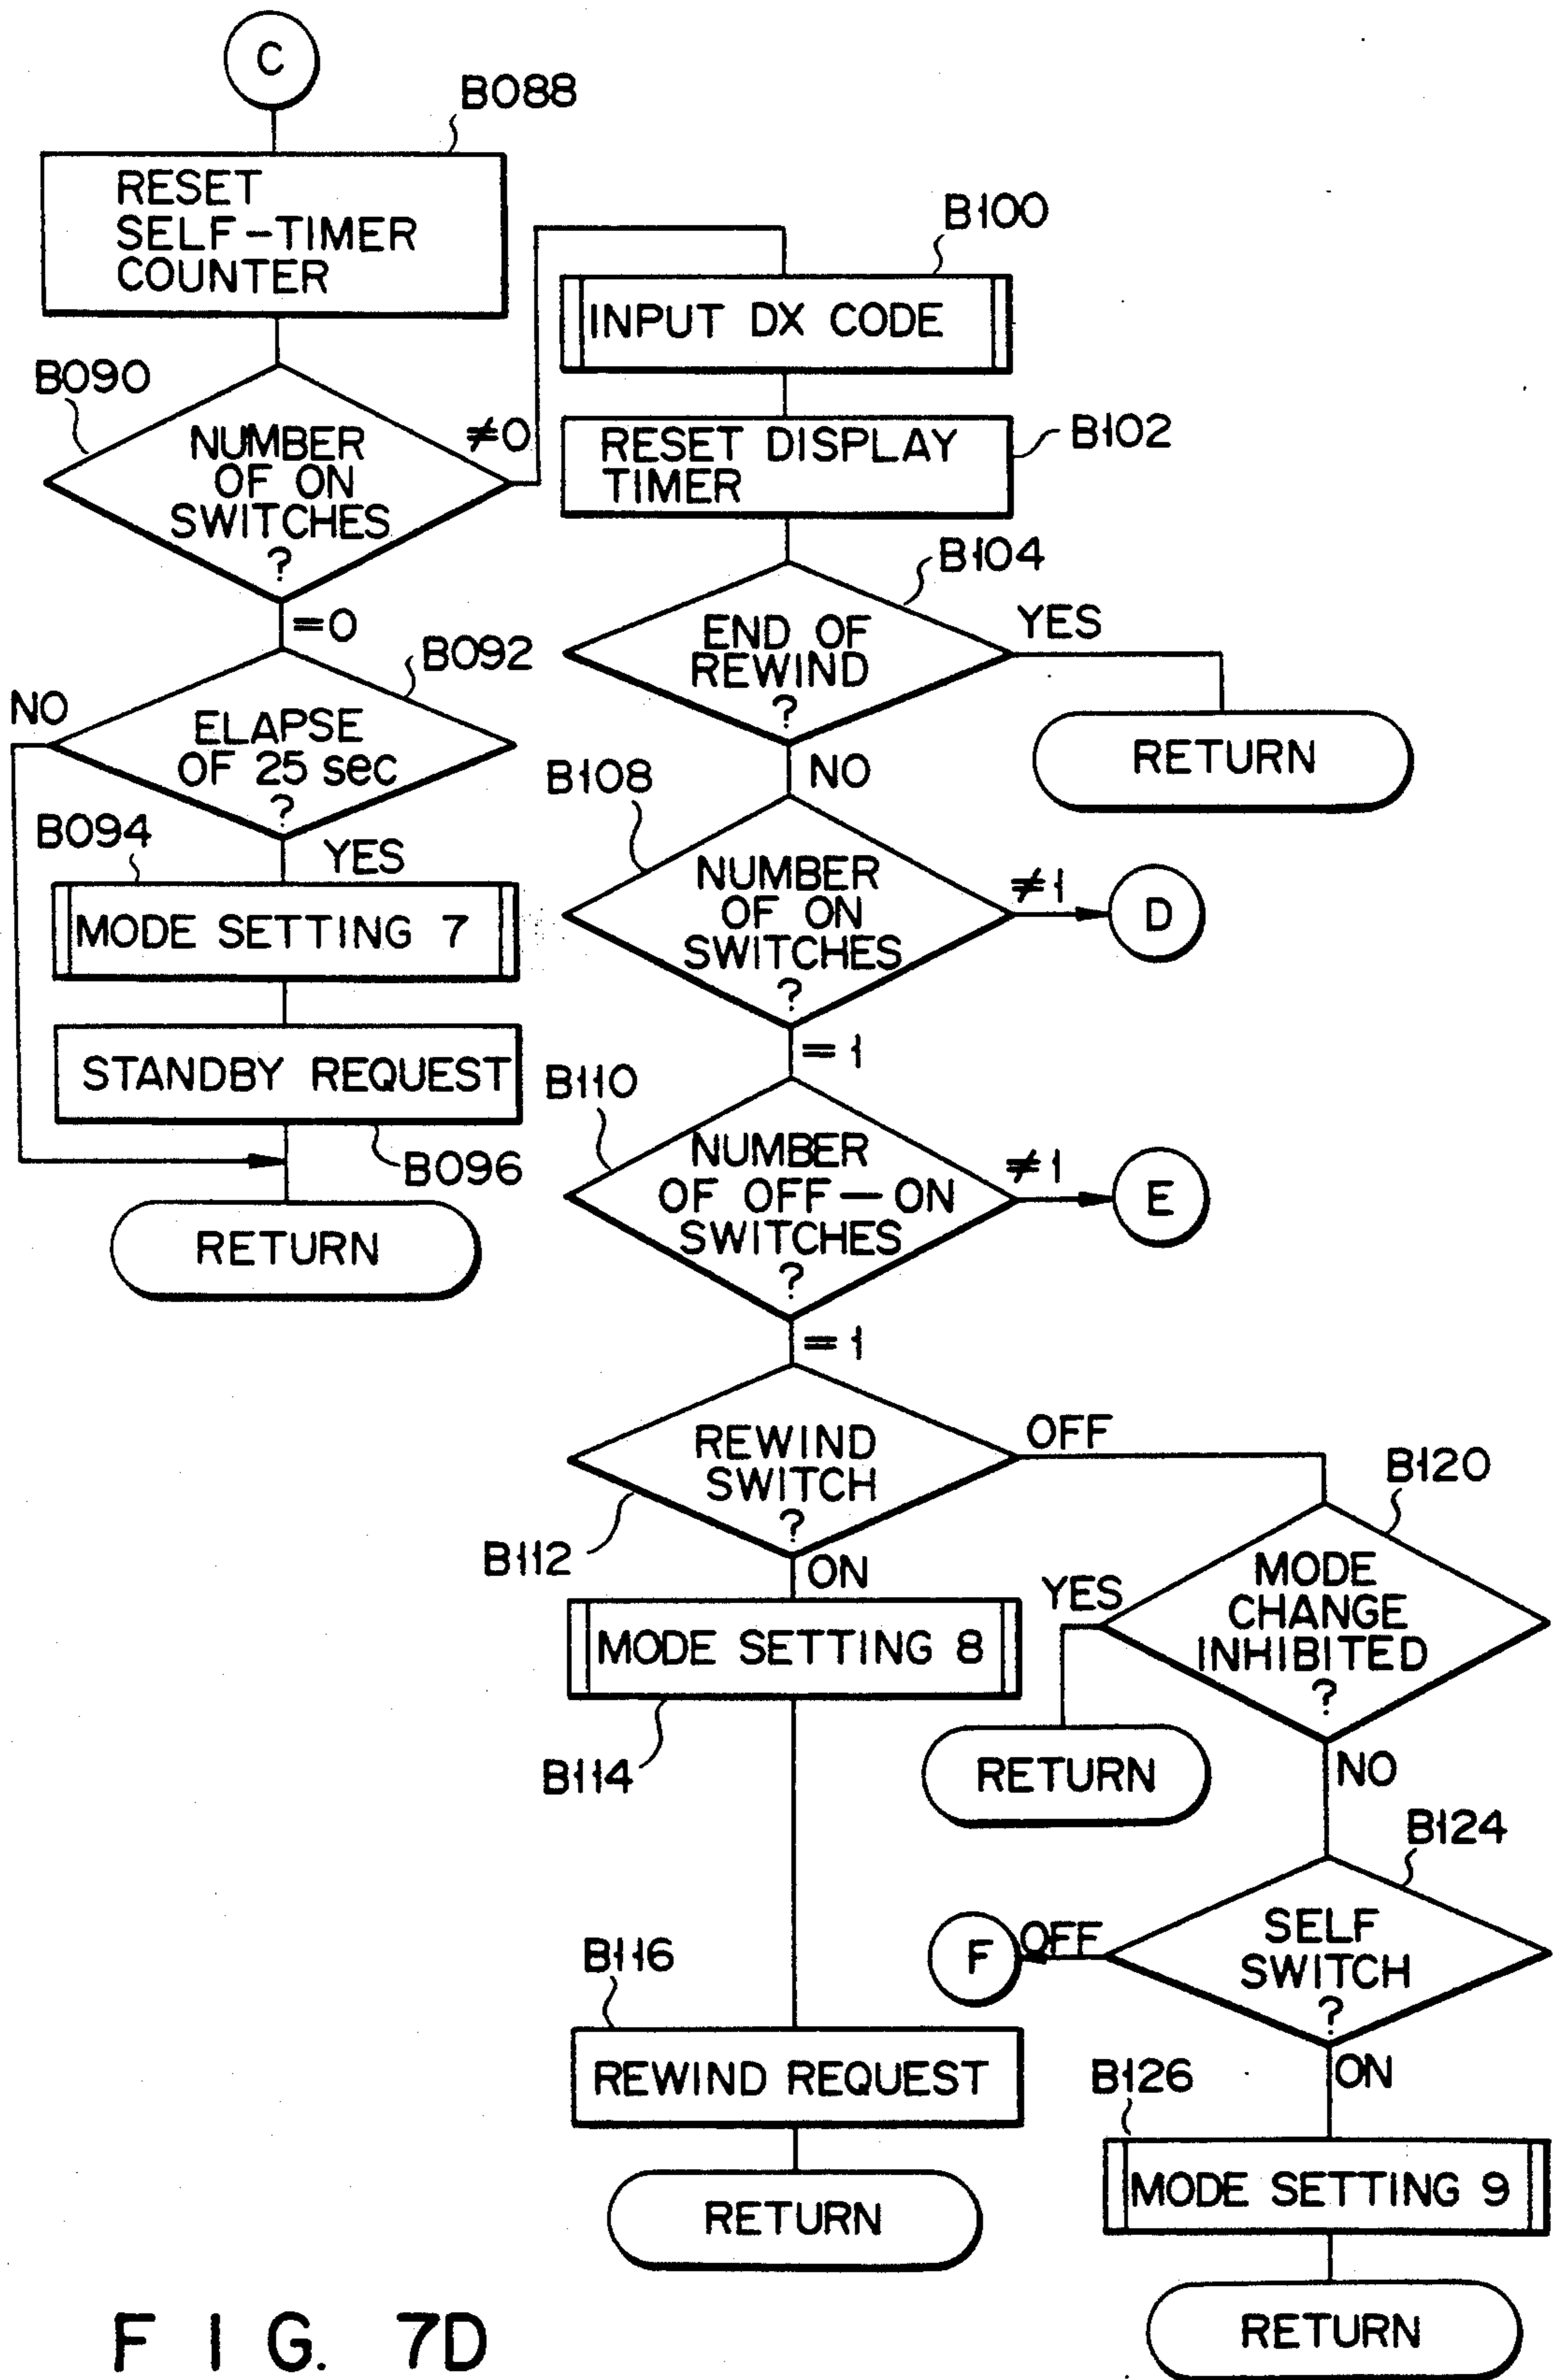 C
B088
RESET
SELF-TIMER
COUNTER
B090
NUMBER
OF ON
SWITCHES
?
≠0
=0
B092
NO
ELAPSE
OF 25 sec
?
YES
B094
MODE SETTING 7
STANDBY REQUEST
B096
RETURN
B100
INPUT DX CODE
B102
RESET DISPLAY
TIMER
B104
END OF
REWIND
?
YES
RETURN
NO
B108
NUMBER
OF ON
SWITCHES
?
≠1
D
=1
B110
NUMBER
OF OFF—ON
SWITCHES
?
≠1
E
=1
REWIND
SWITCH
?
OFF
B112
ON
MODE SETTING 8
B114
B116
REWIND REQUEST
RETURN
B120
MODE
CHANGE
INHIBITED
?
YES
RETURN
NO
B124
SELF
SWITCH
?
OFF
F
ON
B126
MODE SETTING 9
RETURN
FIG. 7D